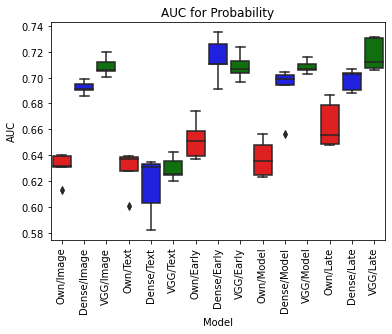 AUC for Probability
0.74
0.72
0.70
0.68
0.66
0.64
0.62
0.60
0.58
AUC
Own/Image
Dense/Image
VGG/Image
Own/Text
Dense/Text
VGG/Text
Own/Early
Dense/Early
VGG/Early
Own/Model
Dense/Model
VGG/Model
Own/Late
Dense/Late
VGG/Late
Model